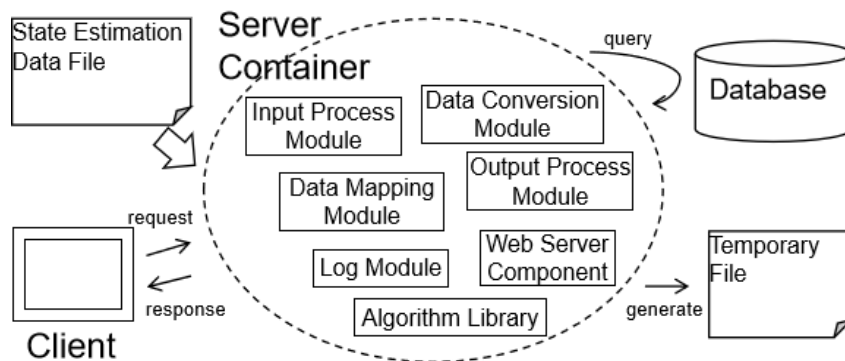 State Estimation
Data File
Server
Container
query
Database
Input Process
Module
Data Conversion
Module
Data Mapping
Module
Output Process
Module
request
response
Client
Log Module
Web Server
Component
Algorithm Library
generate
Temporary
File